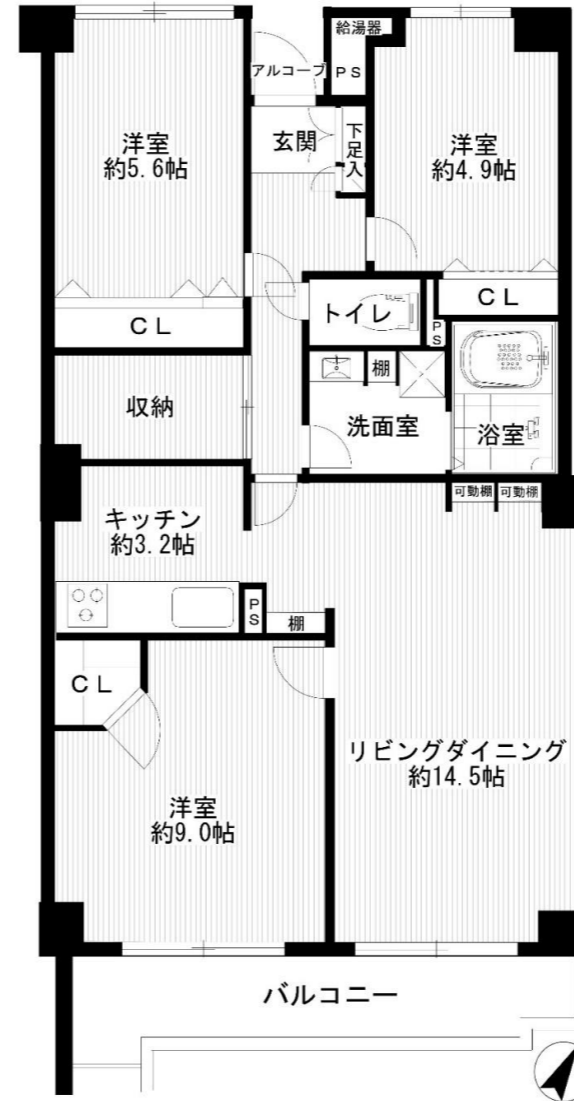 給湯器
アルコーブ
PS
洋室
約5.6帖
玄関
下足入
洋室
約4.9帖
CL
トイレ
PS
CL
収納
棚
洗面室
浴室
可動棚
可動棚
キッチン
約3.2帖
PS
棚
CL
リビングダイニング
約14.5帖
洋室
約9.0帖
バルコニー